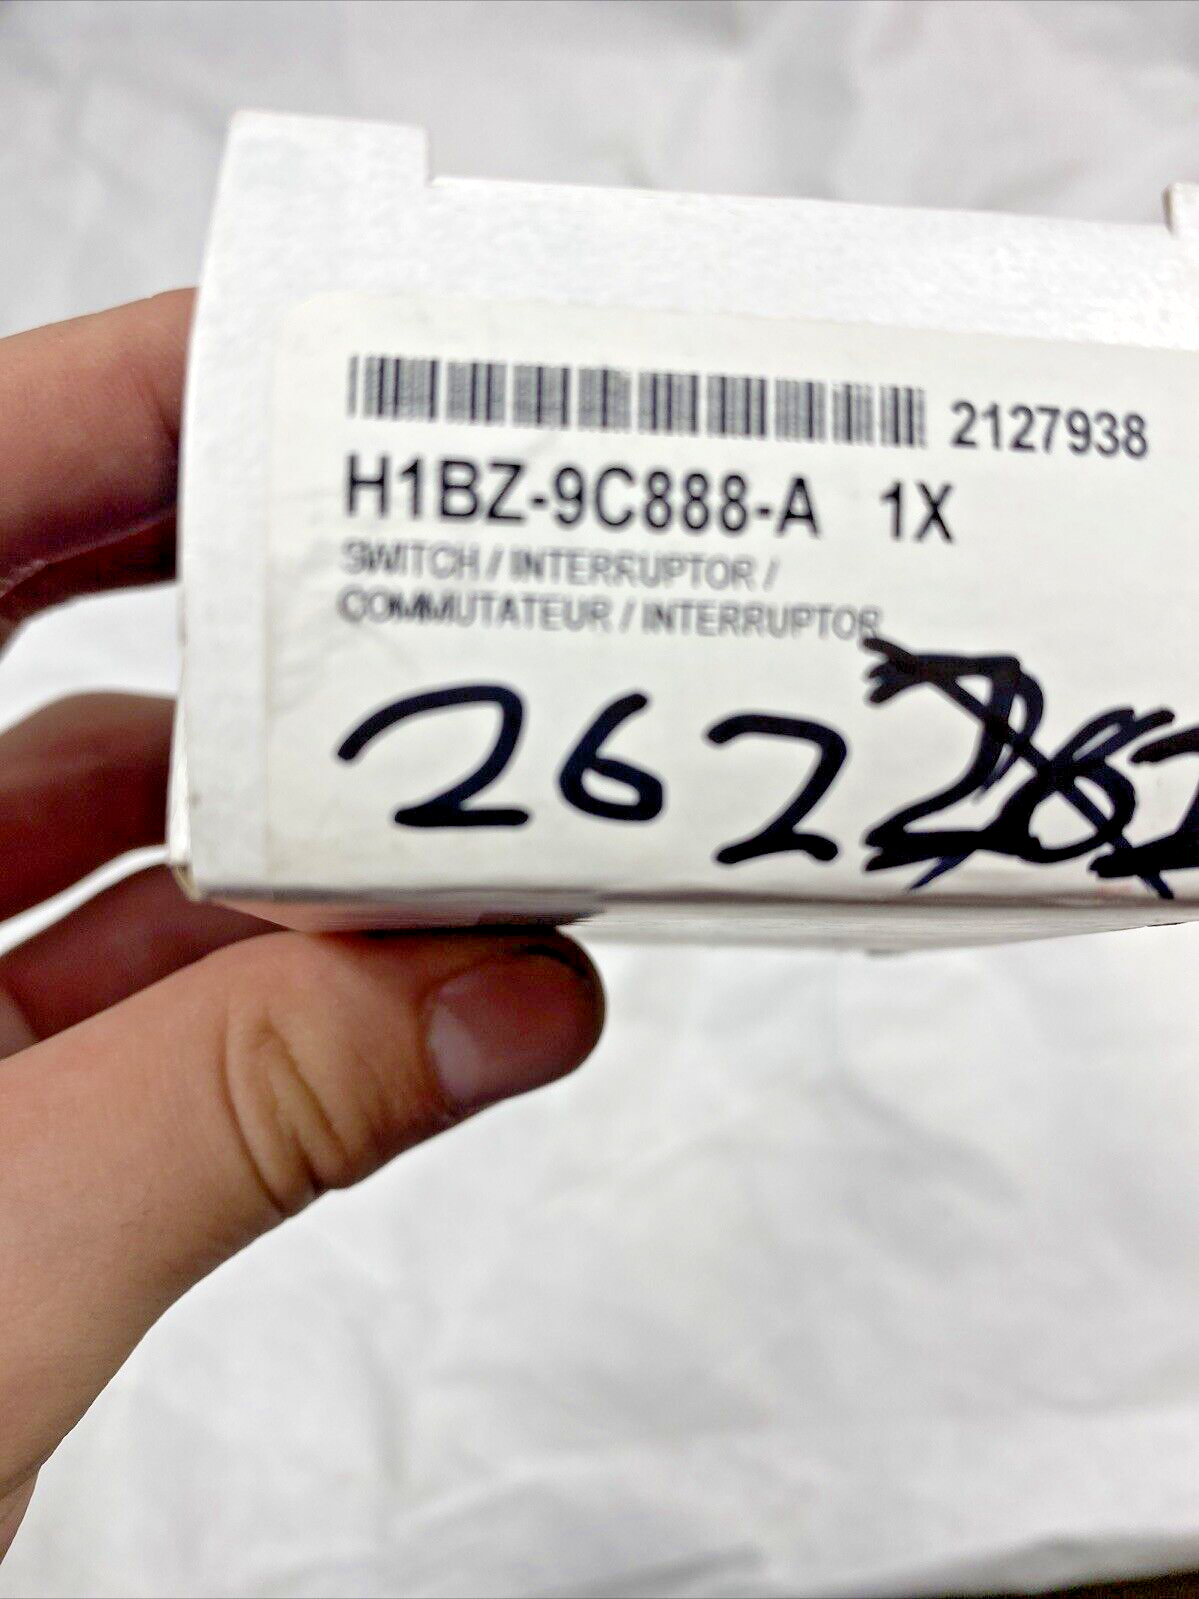 2127938
H1BZ-9C888-A 1X
SWITCH / INTERRUPTOR /
COMMUTATEUR / INTERRUPTOR
262